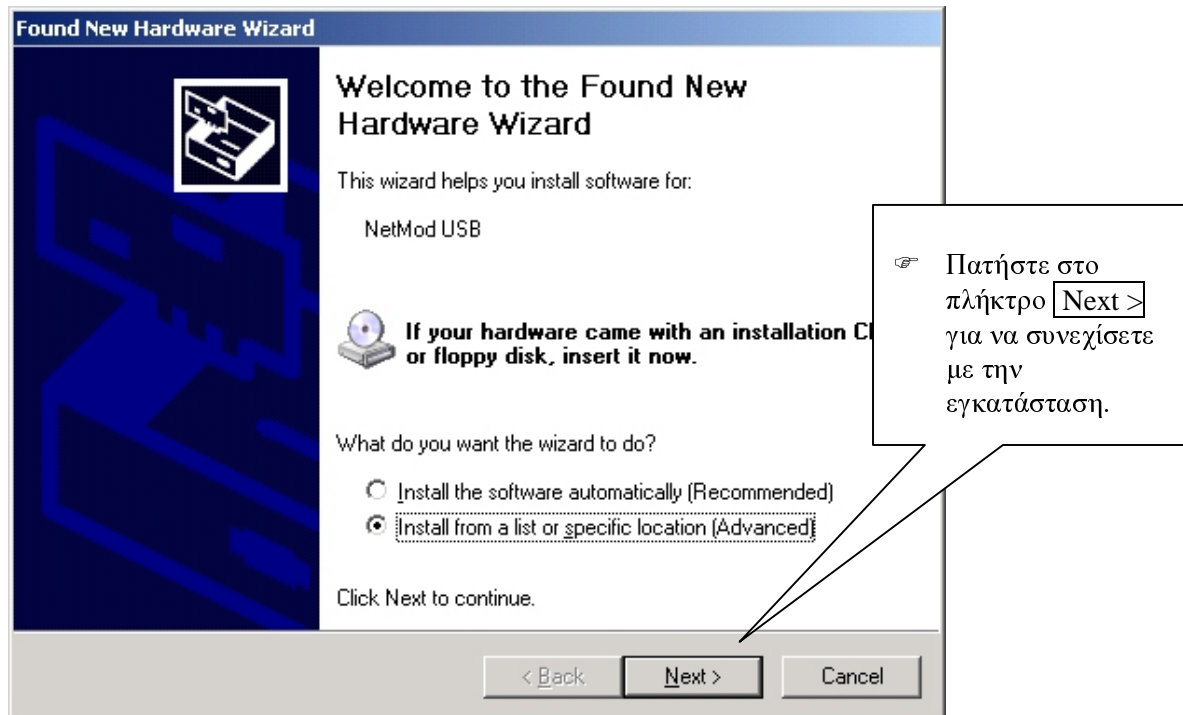 Found New Hardware Wizard
Welcome to the Found New
Hardware Wizard
This wizard helps you install software for:
NetMod USB
If your hardware came with an installation
or floppy disk, insert it now.
What do you want the wizard to do?
Install the software automatically (Recommended)
Install from a list or specific location (Advanced)
Click Next to continue.
< Back
Next >
Cancel
☞ Πατήστε στο
πλήκτρο Next >
για να συνεχίσετε
με την
εγκατάσταση.